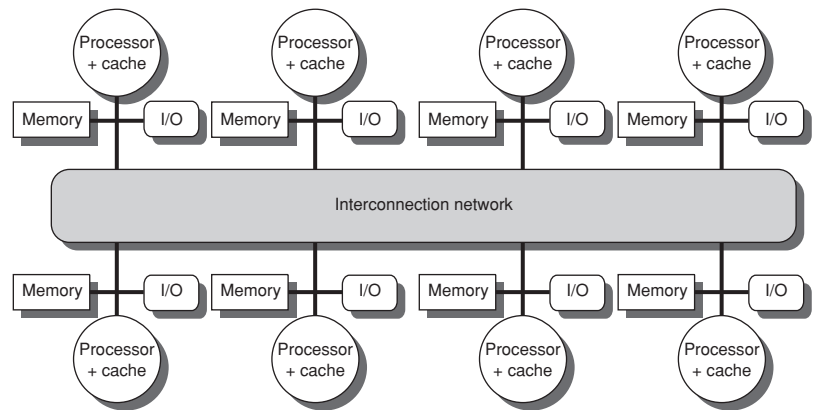 Processor
+ cache
Processor
+ cache
Processor
+ cache
Processor
+ cache
Memory
I/O
Memory
I/O
Memory
I/O
Memory
I/O
Interconnection network
Memory
I/O
Memory
I/O
Memory
I/O
Memory
I/O
Processor
+ cache
Processor
+ cache
Processor
+ cache
Processor
+ cache